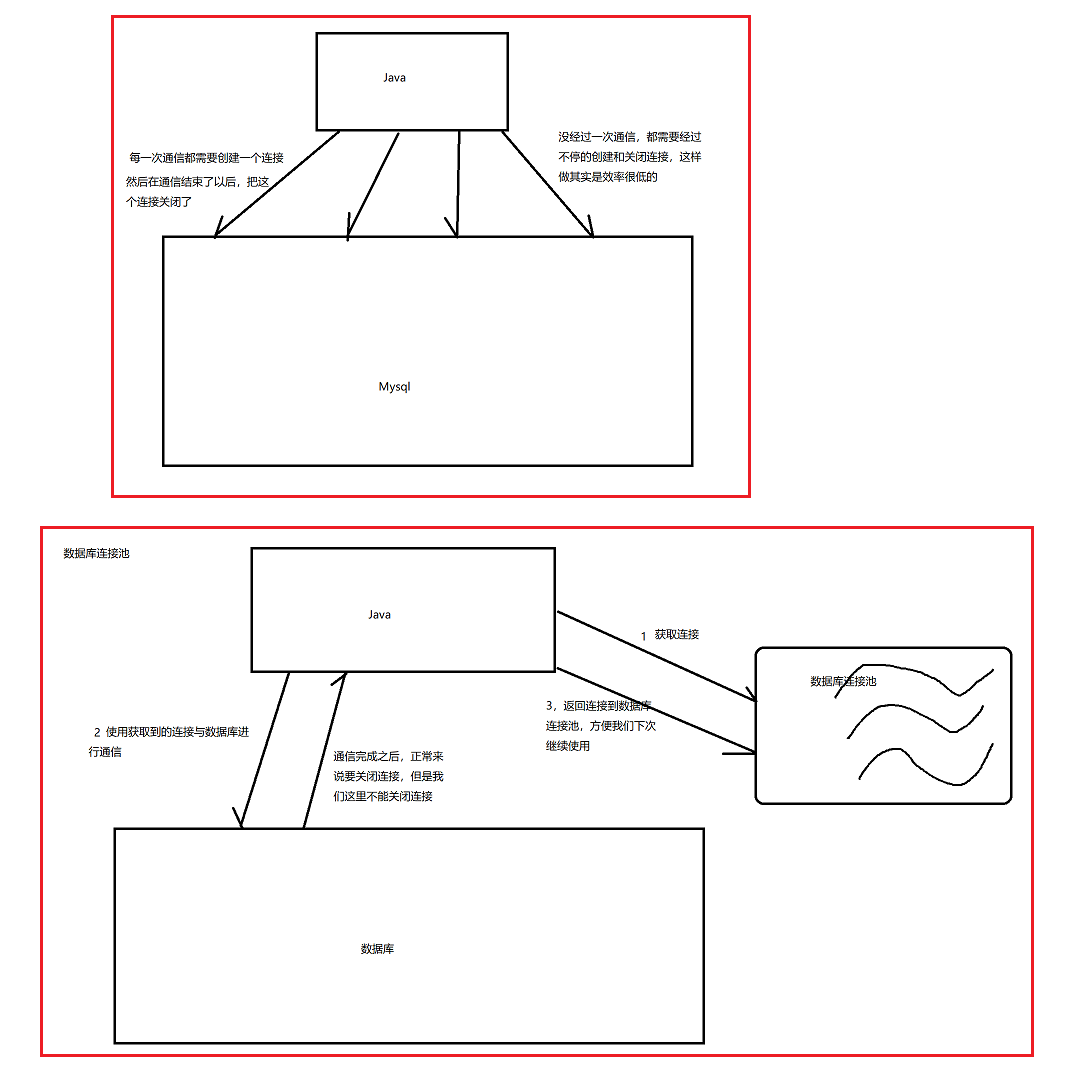 Java
每一次通信都需要创建一个连接
然后在通信结束了以后，把这
个连接关闭了
没经过一次通信，都需要经过
不停的创建和关闭连接，这样
做其实是效率很低的
Mysql
数据库连接池
Java
1 获取连接
数据库连接池
3，返回连接到数据库
连接池，方便我们下次
继续使用
2 使用获取到的连接与数据库进
行通信
通信完成之后，正常来
说要关闭连接，但是我
们这里不能关闭连接
数据库